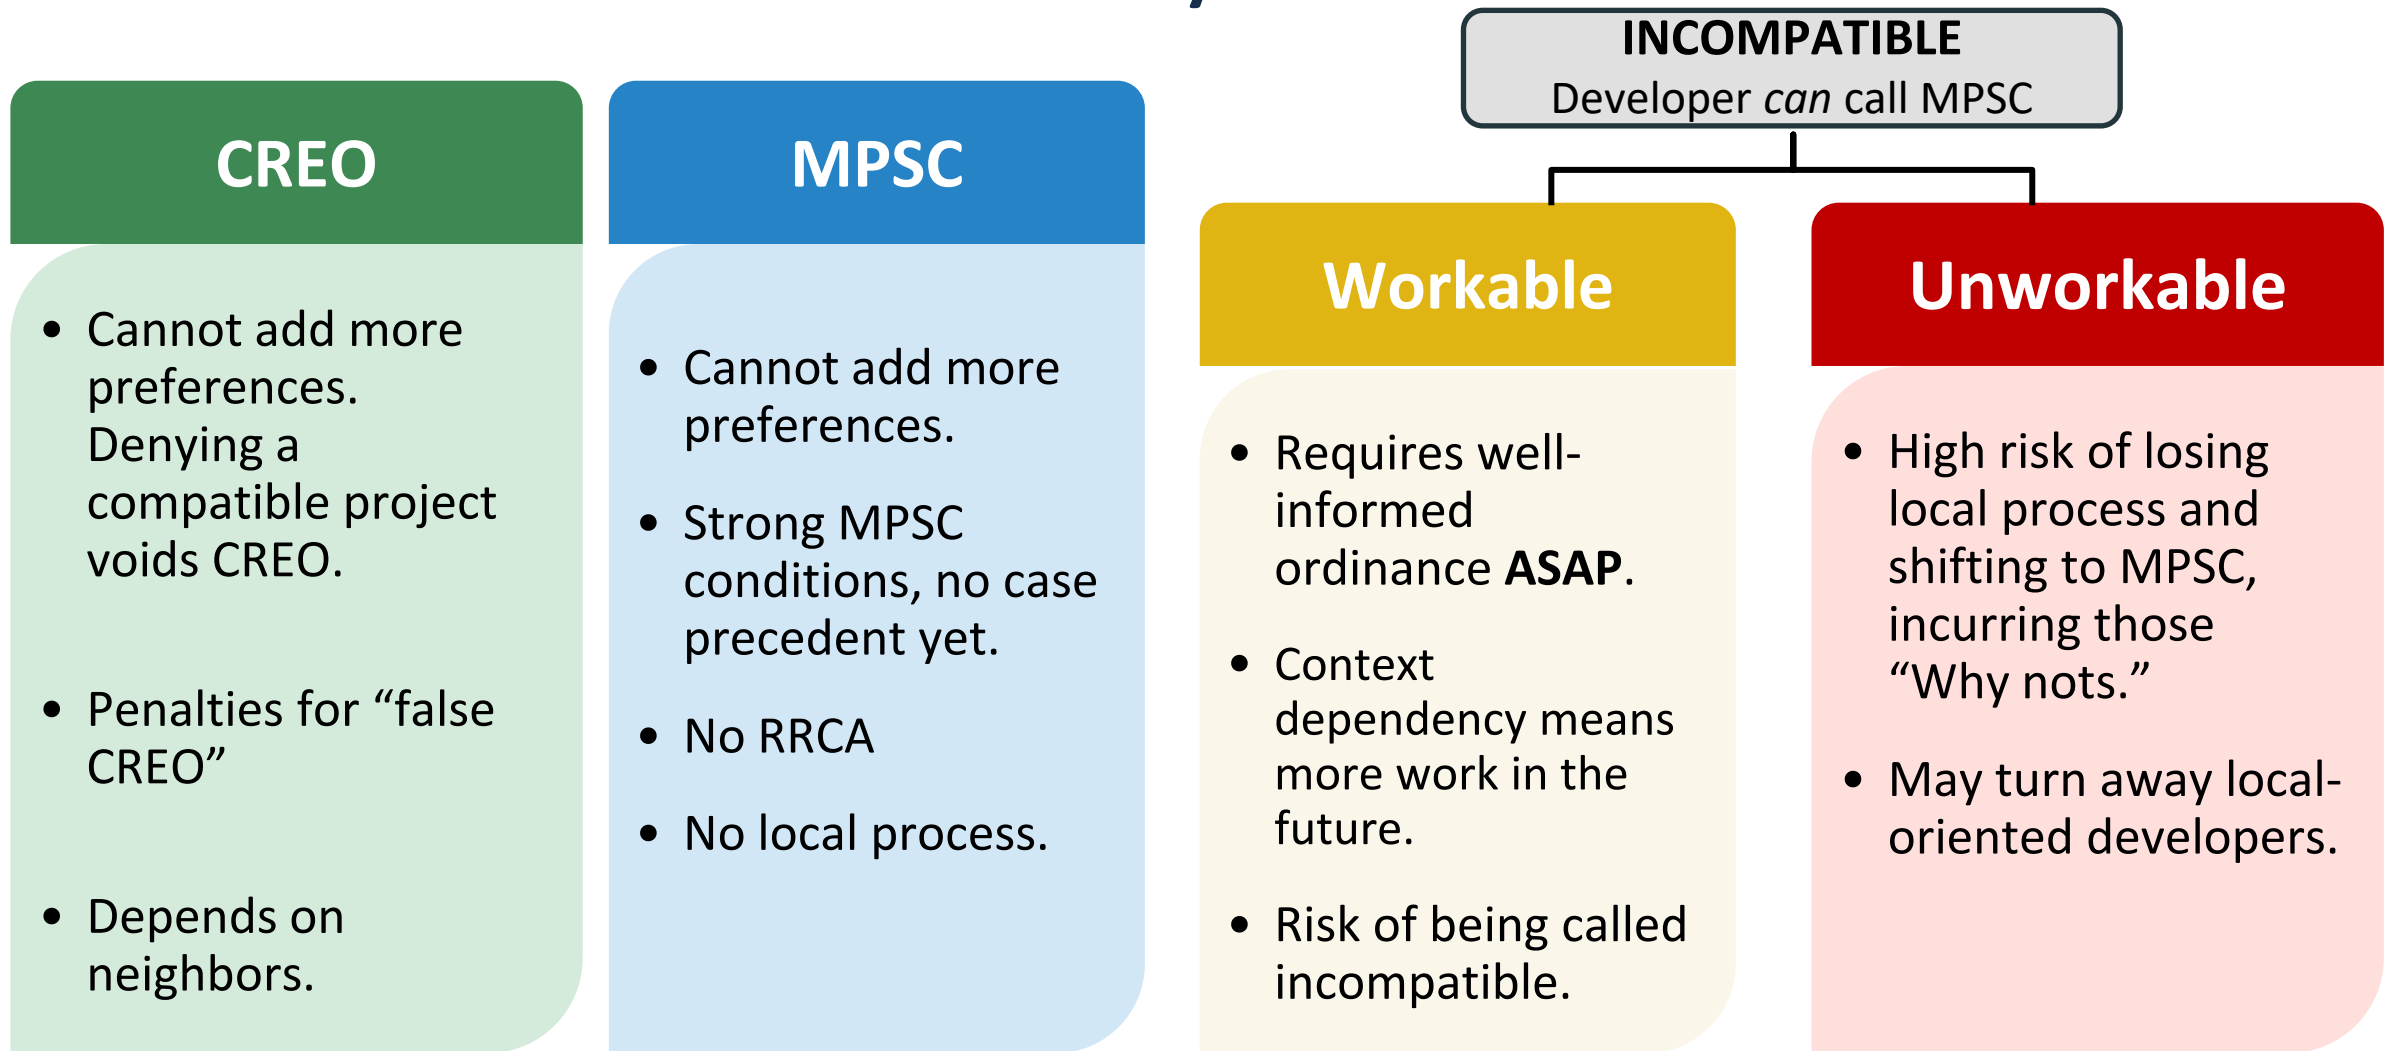 INCOMPATIBLE
Developer can call MPSC
CREO
• Cannot add more
preferences.
Denying a
compatible project
voids CREO.
• Penalties for “false
CREO”
• Depends on
neighbors.
MPSC
• Cannot add more
preferences.
• Strong MPSC
conditions, no case
precedent yet.
• No RRCA
• No local process.
Workable
• Requires well-
informed
ordinance ASAP.
• Context
dependency means
more work in the
future.
• Risk of being called
incompatible.
Unworkable
• High risk of losing
local process and
shifting to MPSC,
incurring those
“Why nots.”
• May turn away local-
oriented developers.